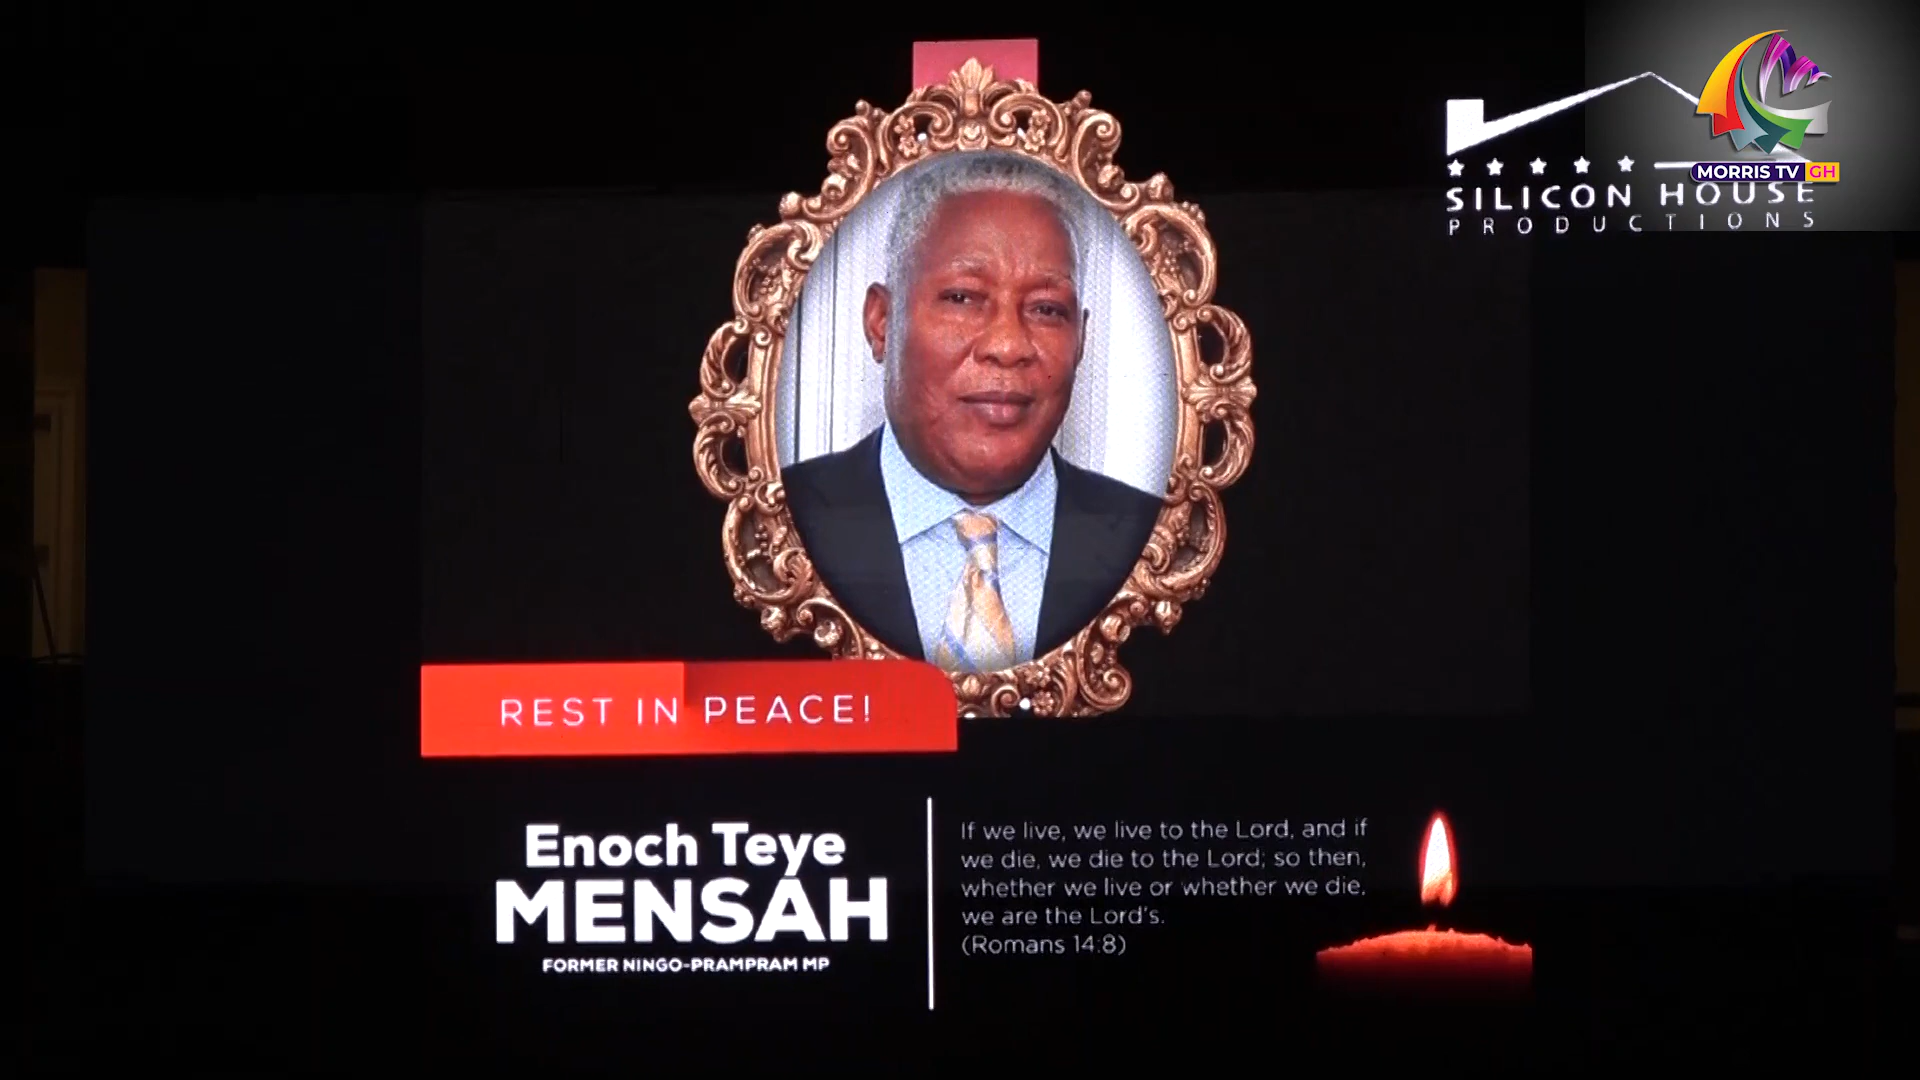 MORRIS TV GH
SILICON HOUSE
PRODUCTIONS
REST IN PEACE!
Enoch Teye
MENSAH
FORMER NINGO-PRAMPRAM MP
If we live, we live to the Lord, and if
we die, we die to the Lord; so then,
whether we live or whether we die,
we are the Lord's.
(Romans 14:8)